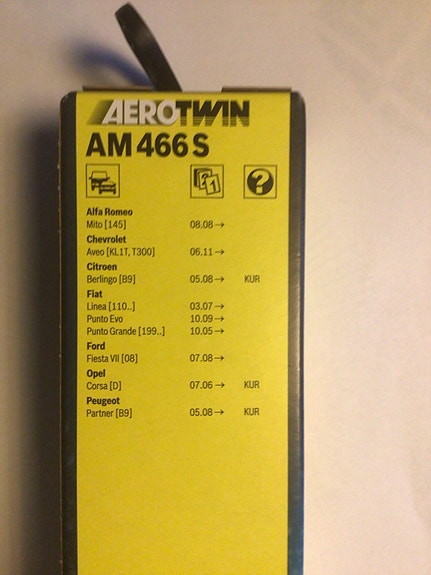 AEROTWIN
AM 466 S
21
?
Alfa Romeo
Mito [145] 08.08→
Chevrolet
Aveo [KL1T, T300] 06.11→
Citroen
Berlingo [B9] 05.08→ KUR
Fiat
Linea [110..] 03.07→
Punto Evo 10.09→
Punto Grande [199..] 10.05→
Ford
Fiesta VII [08] 07.08→
Opel
Corsa [D] 07.06→ KUR
Peugeot
Partner [B9] 05.08→ KUR